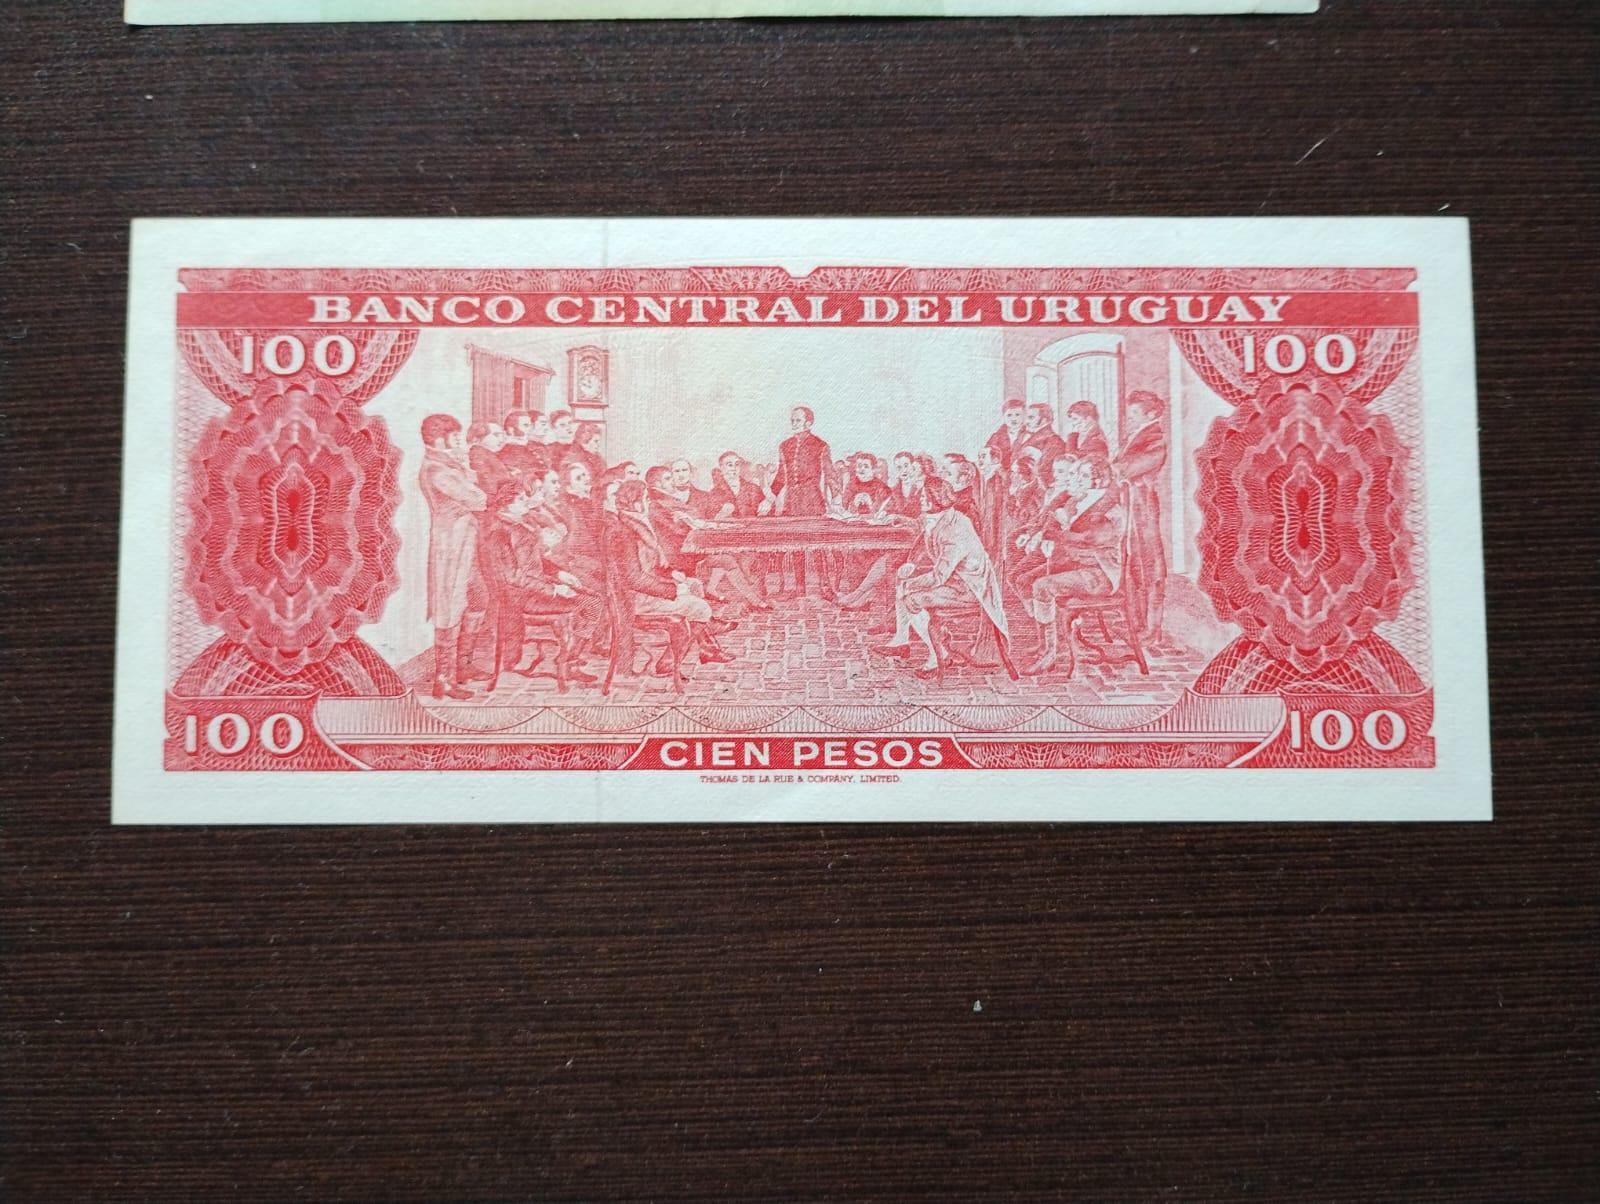 BANCO CENTRAL DEL URUGUAY
100 100
100 100
CIEN PESOS
THOMAS DE LA RUE & COMPANY, LIMITED.